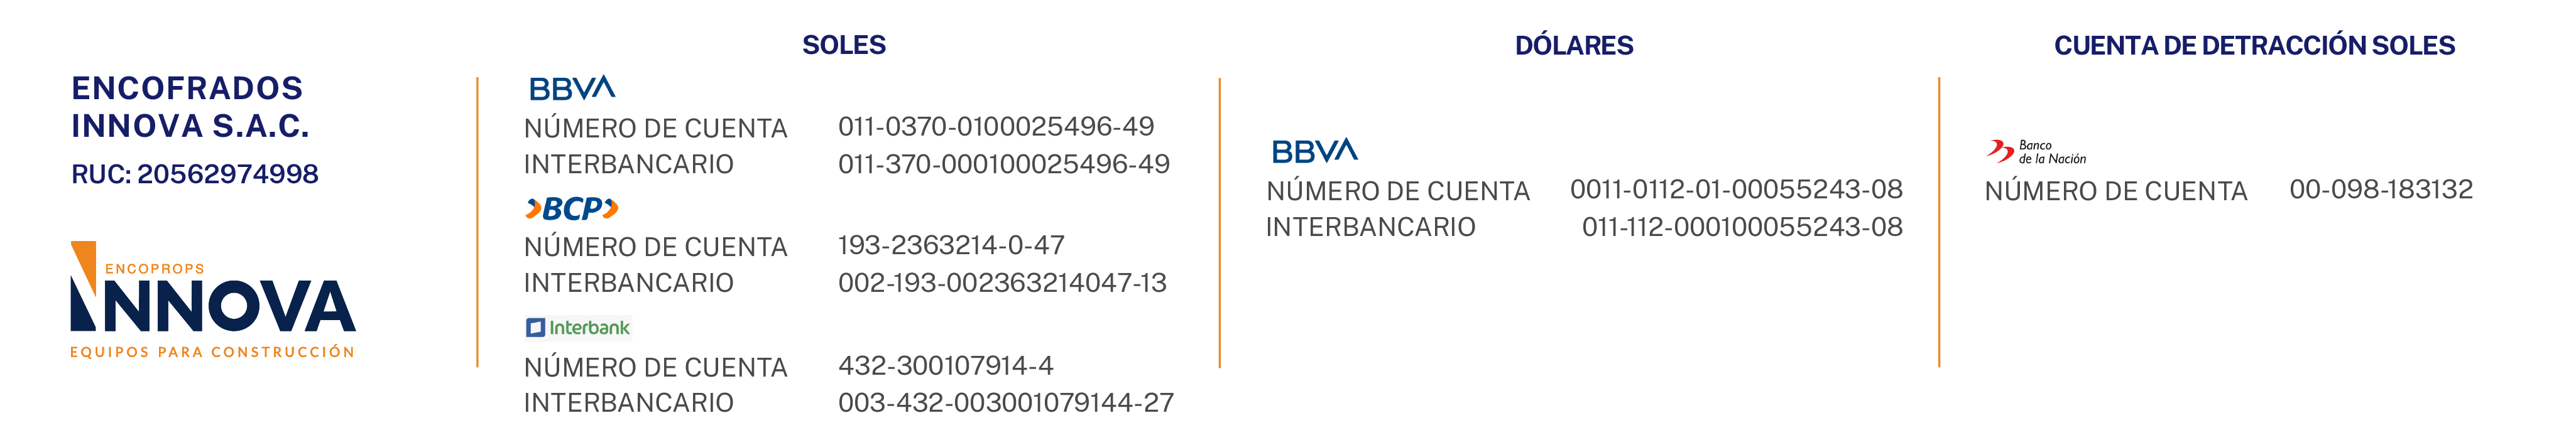 ENCOFRADOS
INNOVA S.A.C.
RUC: 20562974998
ENCOPROPS
INNOVA
EQUIPOS PARA CONSTRUCCIÓN
SOLES
BBVA
NÚMERO DE CUENTA 011-0370-0100025496-49
INTERBANCARIO 011-370-000100025496-49
BCP
NÚMERO DE CUENTA 193-2363214-0-47
INTERBANCARIO 002-193-002363214047-13
Interbank
NÚMERO DE CUENTA 432-300107914-4
INTERBANCARIO 003-432-003001079144-27
DÓLARES
BBVA
NÚMERO DE CUENTA 0011-0112-01-00055243-08
INTERBANCARIO 011-112-000100055243-08
CUENTA DE DETRACCIÓN SOLES
Banco
de la Nación
NÚMERO DE CUENTA 00-098-183132